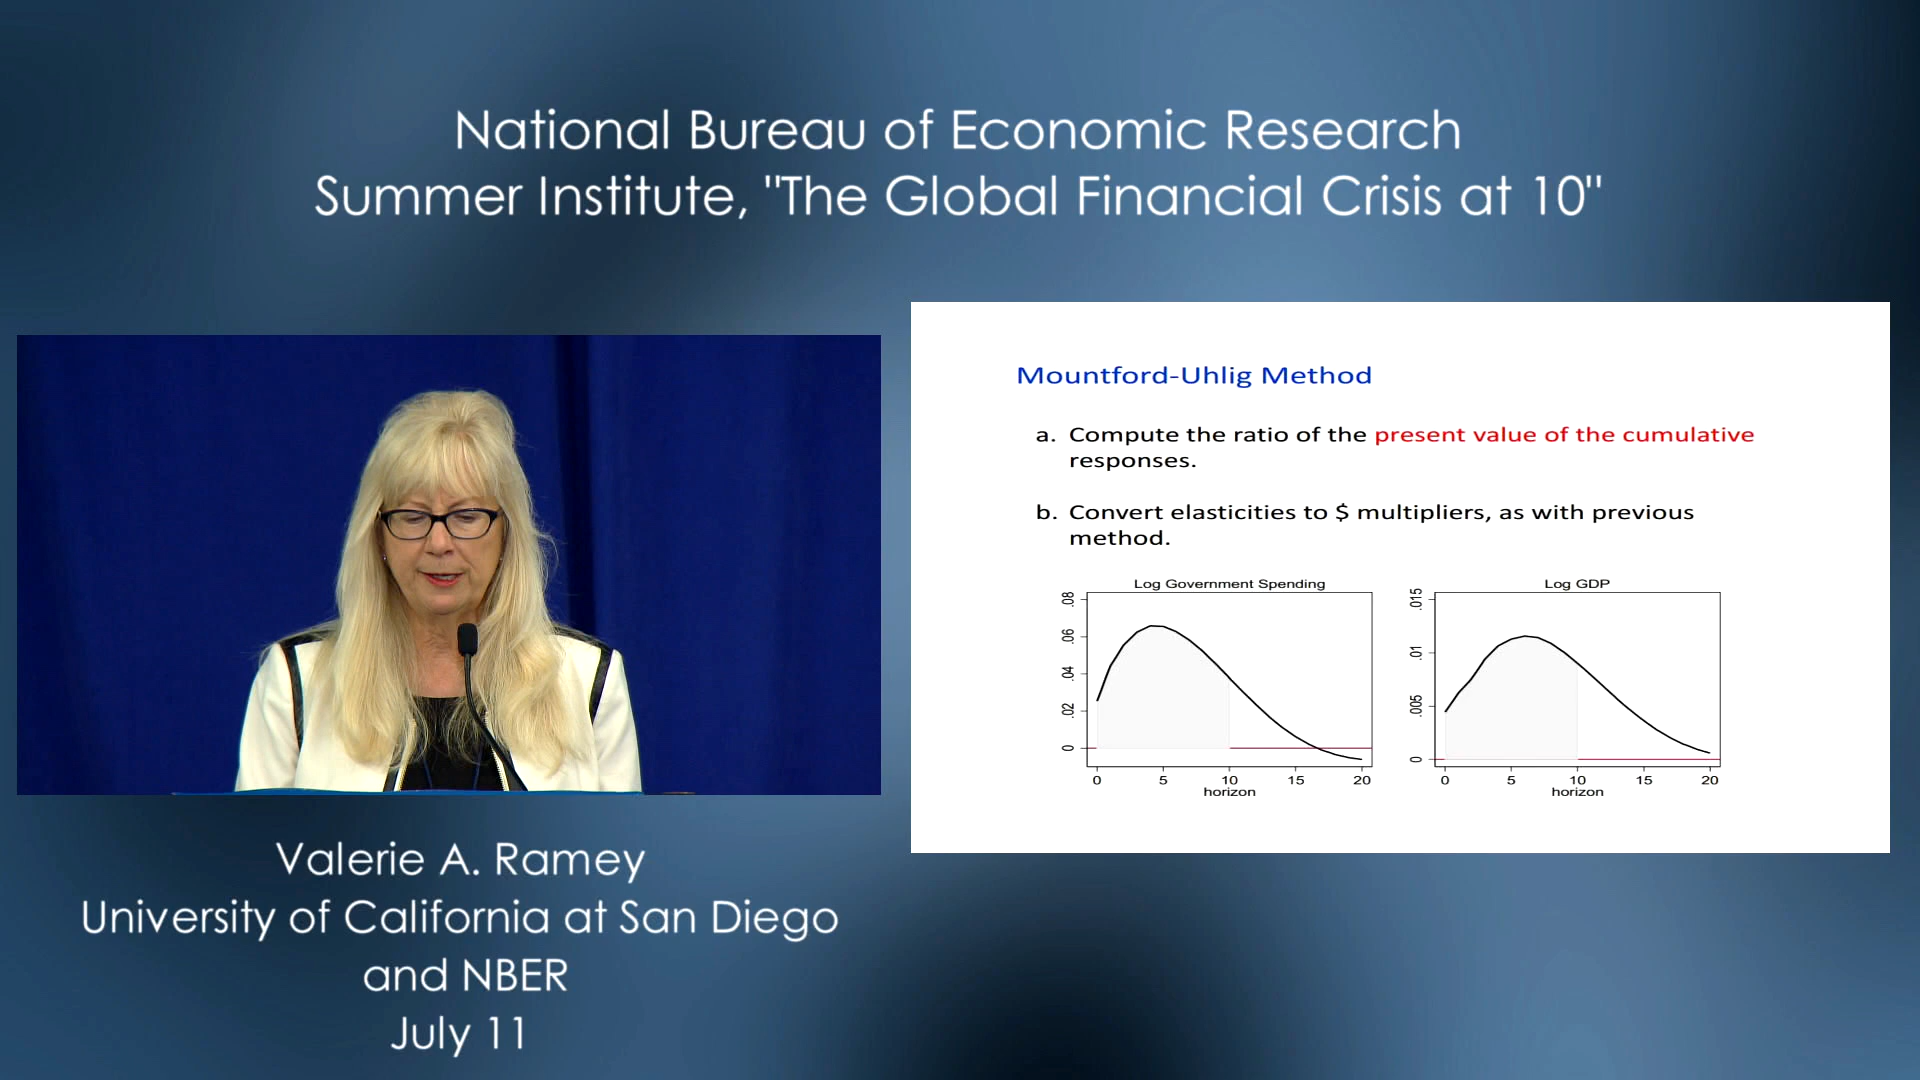 National Bureau of Economic Research
Summer Institute, "The Global Financial Crisis at 10"
Mountford-Uhlig Method
a. Compute the ratio of the present value of the cumulative
responses.
b. Convert elasticities to $ multipliers, as with previous
method.
Log Government Spending
.08
.06
.04
.02
0
0 5 10 15 20
horizon
Log GDP
.015
.01
.005
0
0 5 10 15 20
horizon
Valerie A. Ramey
University of California at San Diego
and NBER
July 11